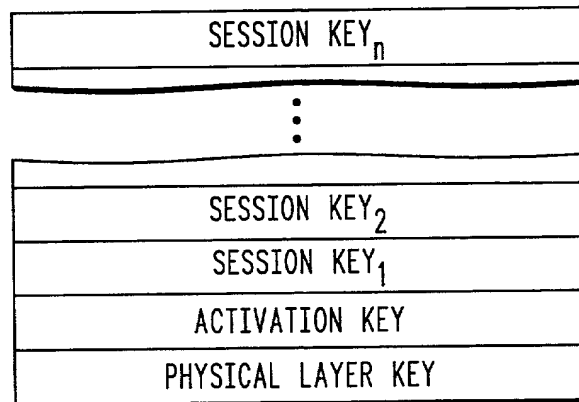 SESSION KEYₙ
SESSION KEY₂
SESSION KEY₁
ACTIVATION KEY
PHYSICAL LAYER KEY